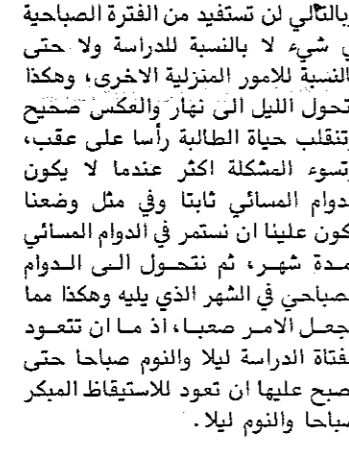 بالتالي لن تستفيد من الفترة الصباحية
ي شيء لا بالنسبة للدراسة ولا حتى
النسبة للامور المنزلية الاخرى، وهكذا
تحول الليل الى نهار والعكس صحيح
تنقلب حياة الطالبة رأسا على عقب،
تسوء المشكلة اكثر عندما لا يكون
دوام المسائي ثابتا وفي مثل وضعنا
كون علينا ان نستمر في الدوام المسائي
مدة شهر، ثم نتحول الى الدوام
صباحي في الشهر الذي يليه وهكذا مما
جعل الامر صعبا، اذ ما ان تتعود
فتاة الدراسة ليلا والنوم صباحا حتى
صبح عليها ان تعود للاستيقاظ المبكر
صباحا والنوم ليلا.